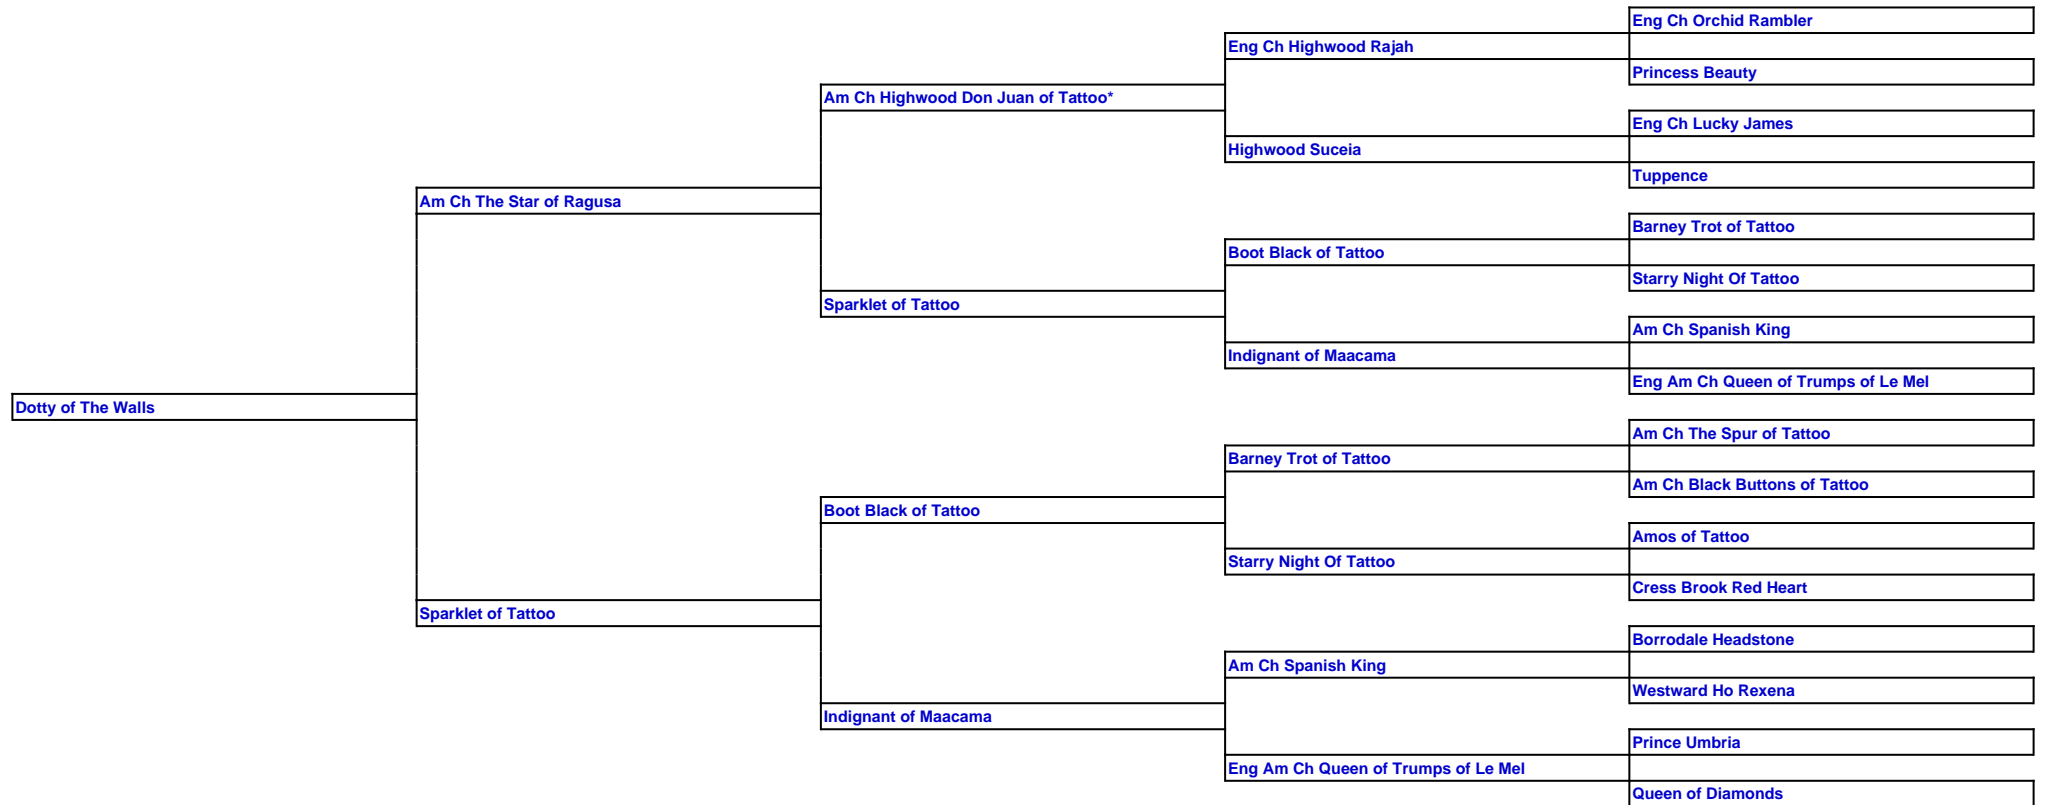 Eng Ch Orchid Rambler
Eng Ch Highwood Rajah
Princess Beauty
Am Ch Highwood Don Juan of Tattoo*
Eng Ch Lucky James
Highwood Suceia
Tuppence
Am Ch The Star of Ragusa
Barney Trot of Tattoo
Boot Black of Tattoo
Starry Night Of Tattoo
Sparklet of Tattoo
Am Ch Spanish King
Indignant of Maacama
Eng Am Ch Queen of Trumps of Le Mel
Dotty of The Walls
Am Ch The Spur of Tattoo
Barney Trot of Tattoo
Am Ch Black Buttons of Tattoo
Boot Black of Tattoo
Amos of Tattoo
Starry Night Of Tattoo
Cress Brook Red Heart
Sparklet of Tattoo
Borrodale Headstone
Am Ch Spanish King
Westward Ho Rexena
Indignant of Maacama
Prince Umbria
Eng Am Ch Queen of Trumps of Le Mel
Queen of Diamonds